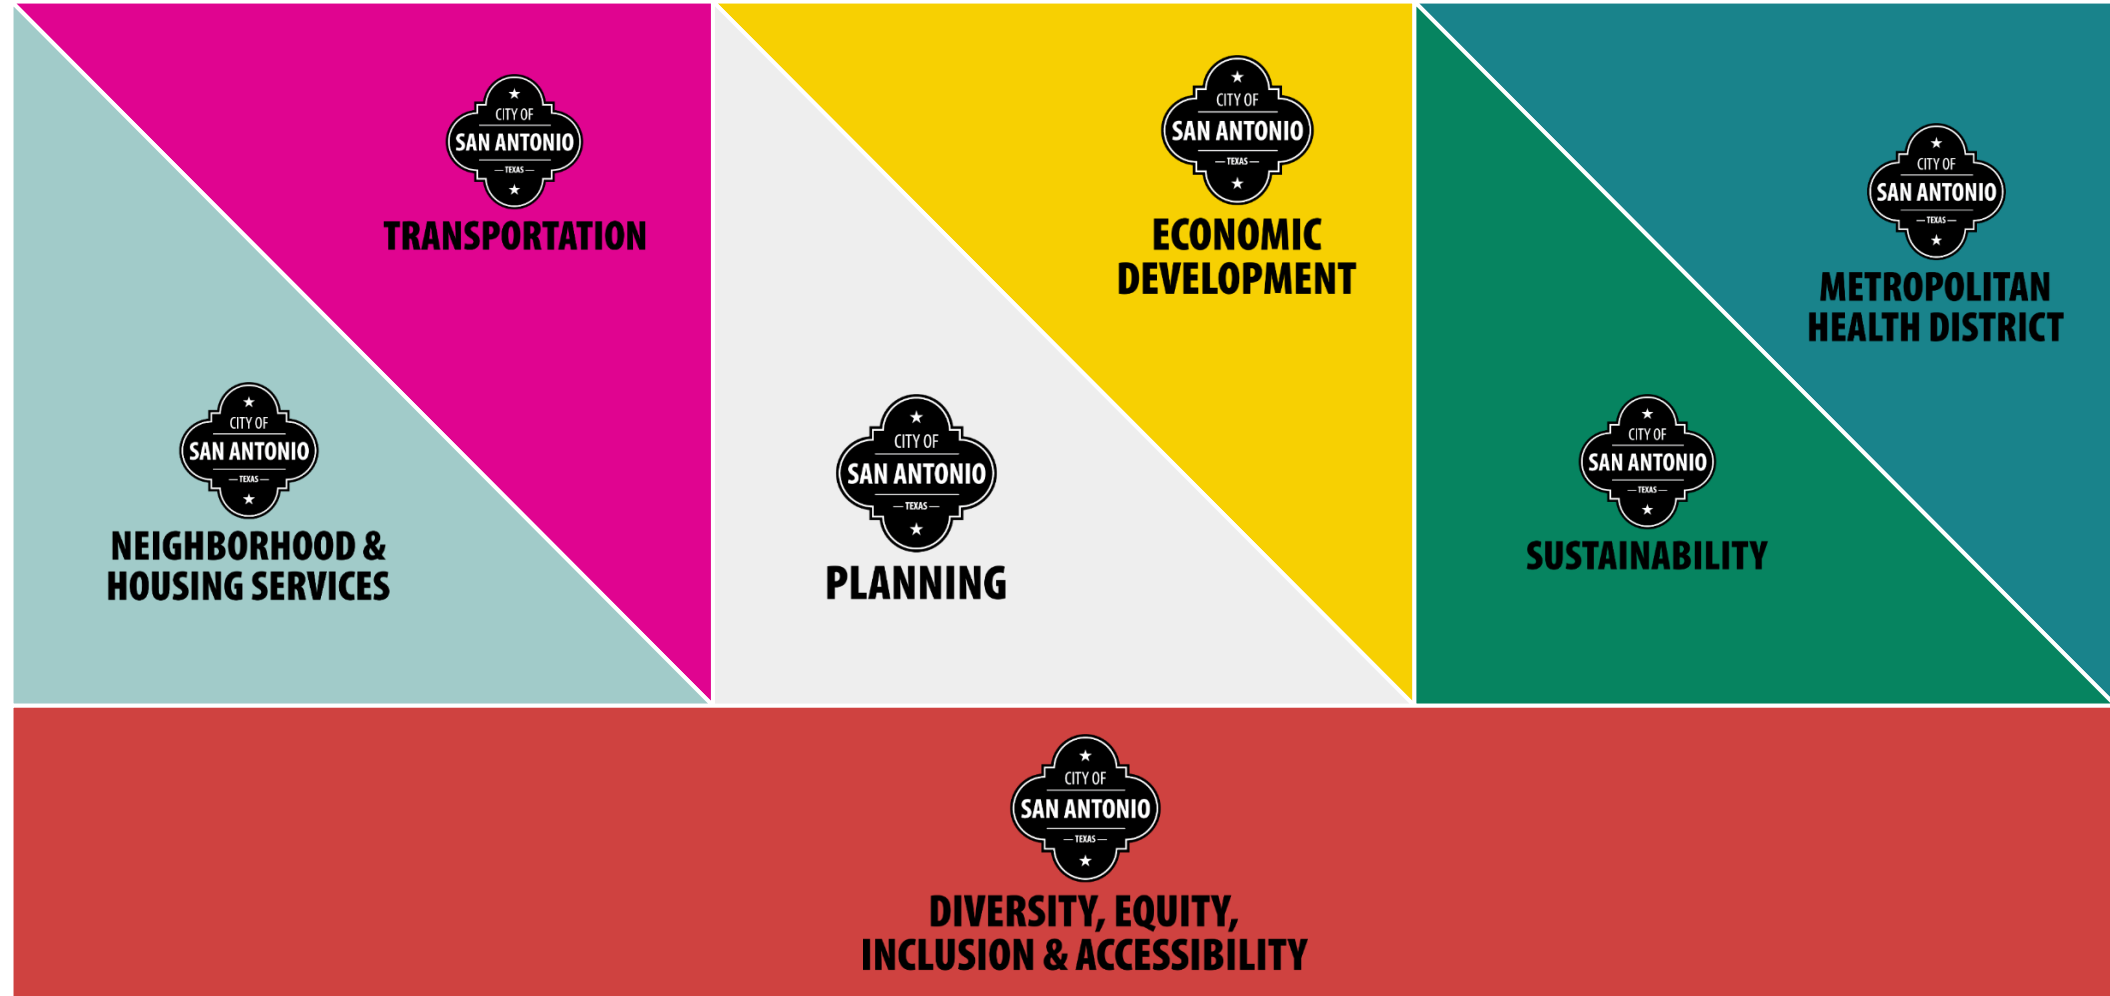 CITY OF
SAN ANTONIO
TEXAS
TRANSPORTATION
CITY OF
SAN ANTONIO
TEXAS
NEIGHBORHOOD &
HOUSING SERVICES
CITY OF
SAN ANTONIO
TEXAS
ECONOMIC
DEVELOPMENT
CITY OF
SAN ANTONIO
TEXAS
PLANNING
CITY OF
SAN ANTONIO
TEXAS
METROPOLITAN
HEALTH DISTRICT
CITY OF
SAN ANTONIO
TEXAS
SUSTAINABILITY
CITY OF
SAN ANTONIO
TEXAS
DIVERSITY, EQUITY,
INCLUSION & ACCESSIBILITY